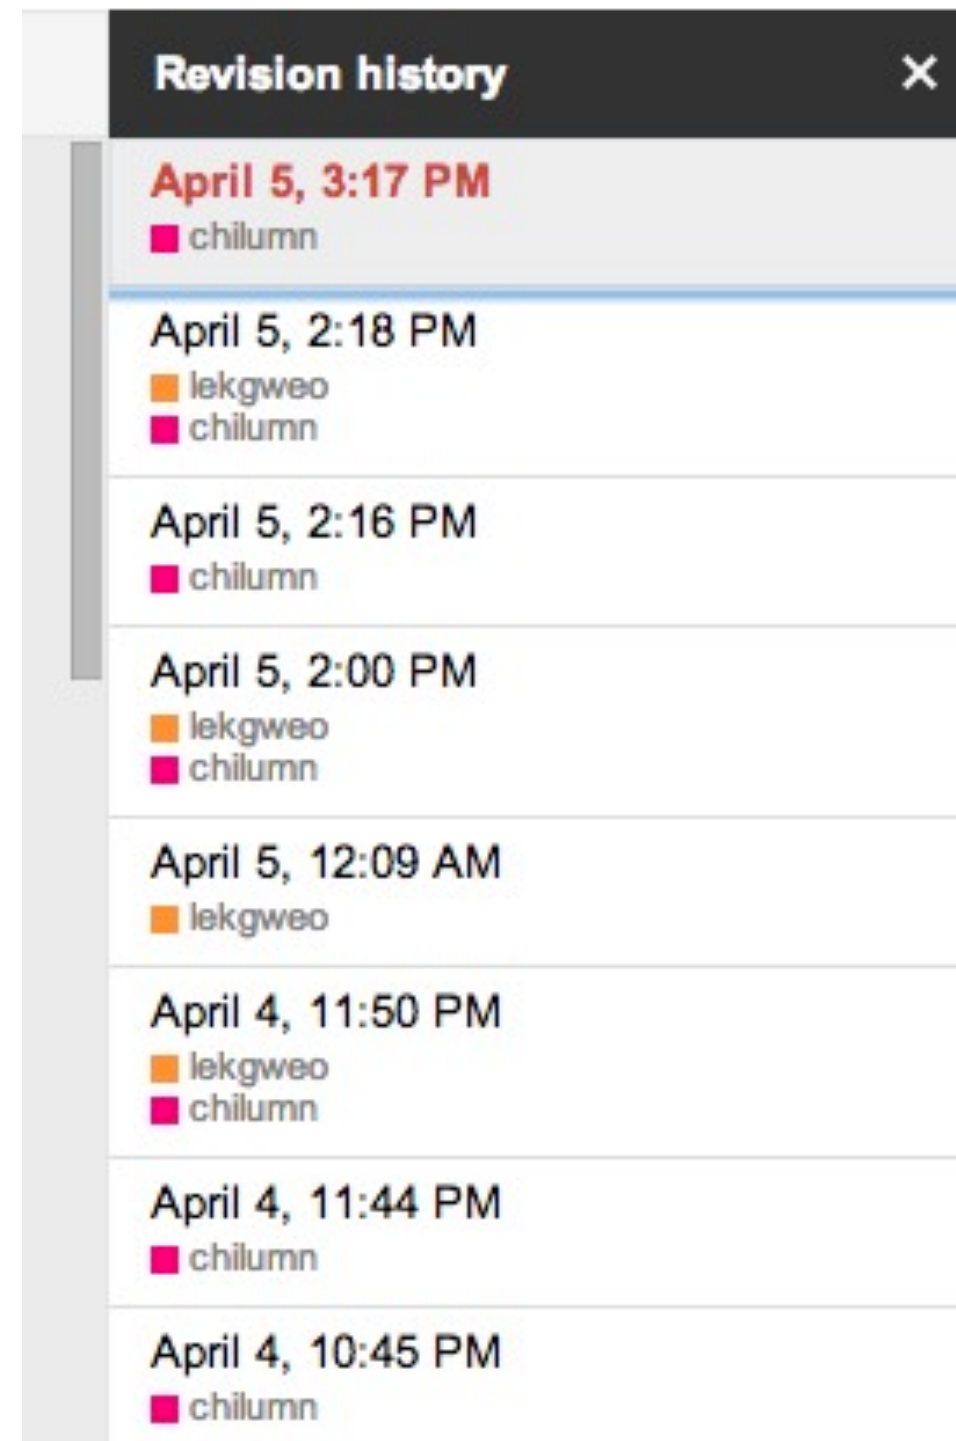 Revision history
April 5, 3:17 PM
chilumn
April 5, 2:18 PM
lekgweo
chilumn
April 5, 2:16 PM
chilumn
April 5, 2:00 PM
lekgweo
chilumn
April 5, 12:09 AM
lekgweo
April 4, 11:50 PM
lekgweo
chilumn
April 4, 11:44 PM
chilumn
April 4, 10:45 PM
chilumn